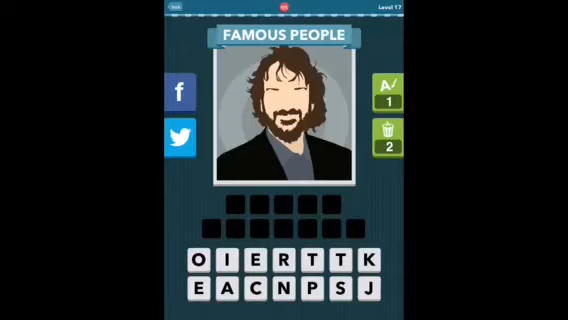 Level 17
FAMOUS PEOPLE
f
A
1
2
O I E R T T K
E A C N P S J